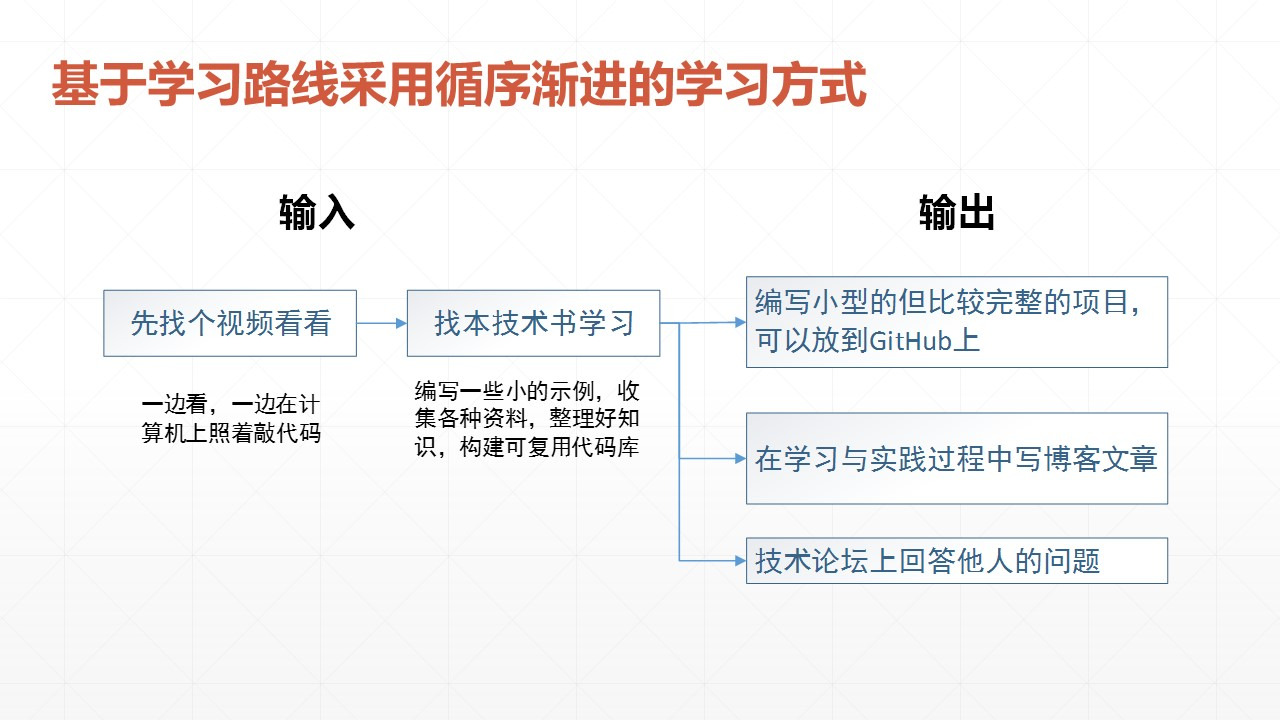 基于学习路线采用循序渐进的学习方式
输入
输出
先找个视频看看
一边看，一边在计
算机上照着敲代码
找本技术书学习
编写一些小的示例，收
集各种资料，整理好知
识，构建可复用代码库
编写小型的但比较完整的项目，
可以放到GitHub上
在学习与实践过程中写博客文章
技术论坛上回答他人的问题